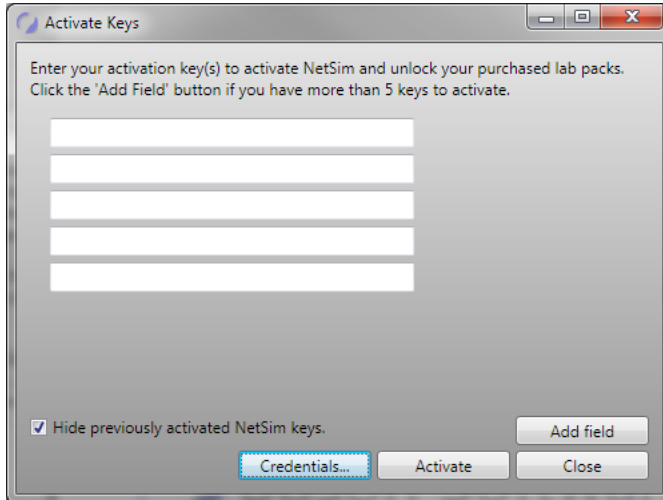 Activate Keys
Enter your activation key(s) to activate NetSim and unlock your purchased lab packs.
Click the 'Add Field' button if you have more than 5 keys to activate.
Hide previously activated NetSim keys.
Add field
Credentials...
Activate
Close